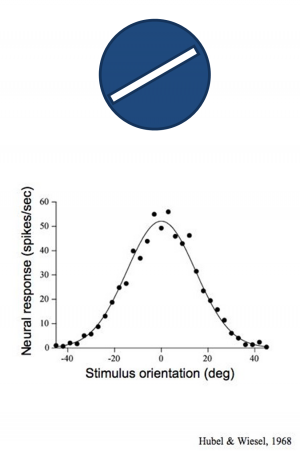 Neural response (spikes/sec)
60
50
40
30
20
10
0
-40 -20 0 20 40
Stimulus orientation (deg)
Hubel & Wiesel, 1968